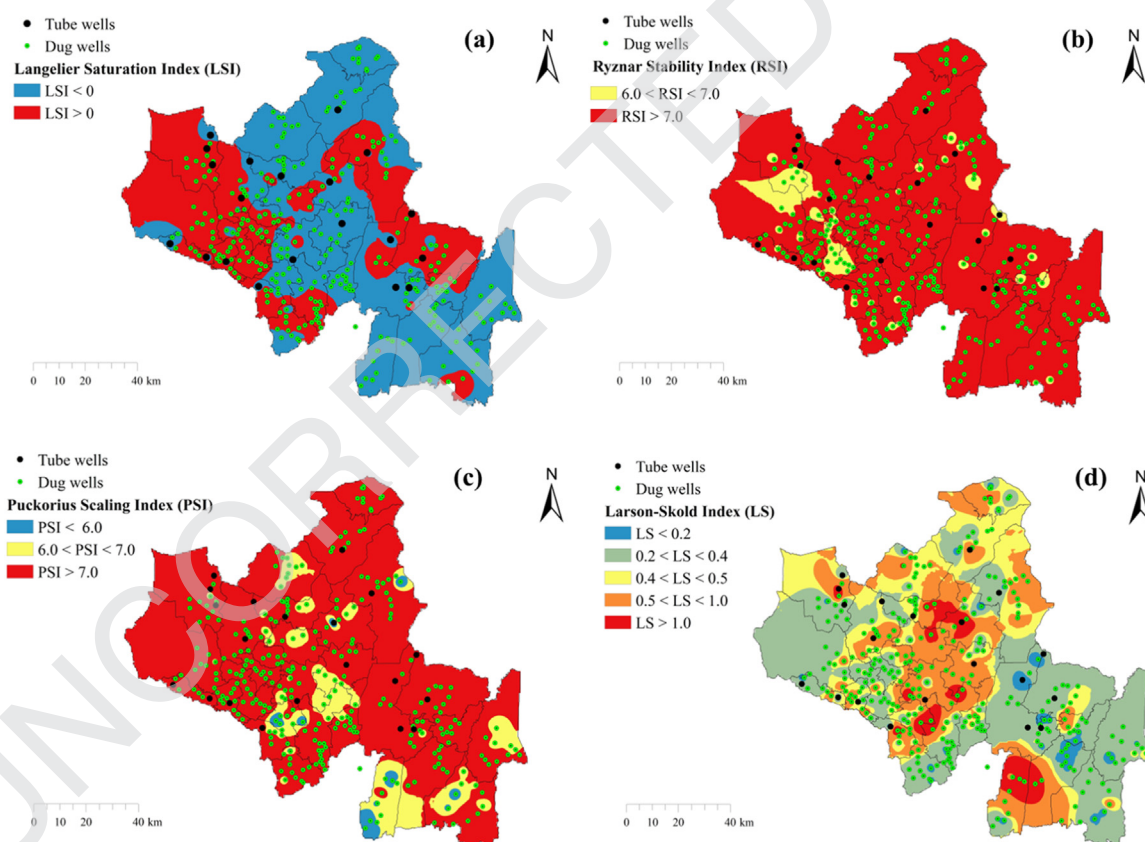 Tube wells
Dug wells
Langelier Saturation Index (LSI)
LSI < 0
LSI > 0
(a)
N
0 10 20 40 km
Tube wells
Dug wells
Ryznar Stability Index (RSI)
6.0 < RSI < 7.0
RSI > 7.0
(b)
N
0 10 20 40 km
Tube wells
Dug wells
Puckorius Scaling Index (PSI)
PSI < 6.0
6.0 < PSI < 7.0
PSI > 7.0
(c)
N
0 10 20 40 km
Tube wells
Dug wells
Larson-Skold Index (LS)
LS < 0.2
0.2 < LS < 0.4
0.4 < LS < 0.5
0.5 < LS < 1.0
LS > 1.0
(d)
N
0 10 20 40 km
UNCORRECTED